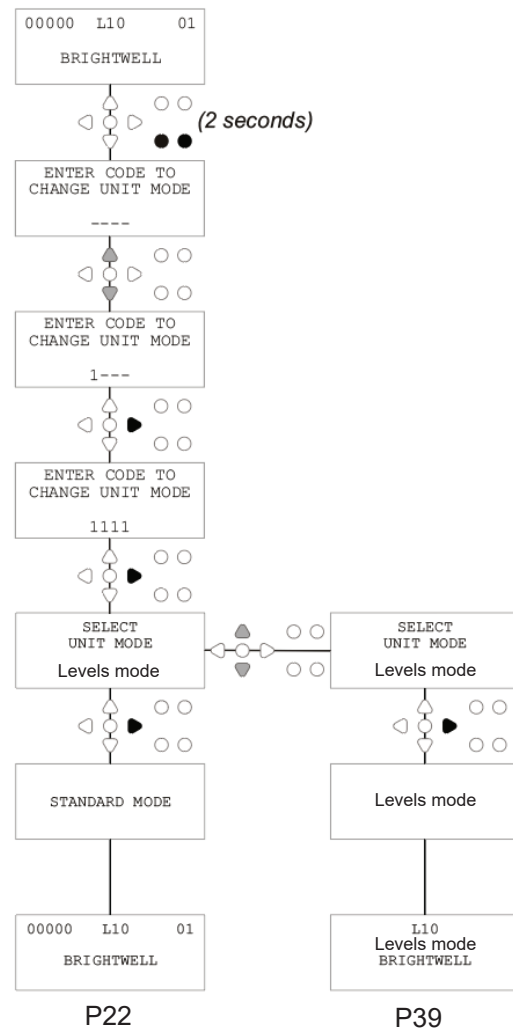 00000 L10 01
BRIGHTWELL
(2 seconds)
ENTER CODE TO
CHANGE UNIT MODE
----
ENTER CODE TO
CHANGE UNIT MODE
1---
ENTER CODE TO
CHANGE UNIT MODE
1111
SELECT
UNIT MODE
Levels mode
SELECT
UNIT MODE
Levels mode
STANDARD MODE
Levels mode
00000 L10 01
BRIGHTWELL
L10
Levels mode
BRIGHTWELL
P22
P39